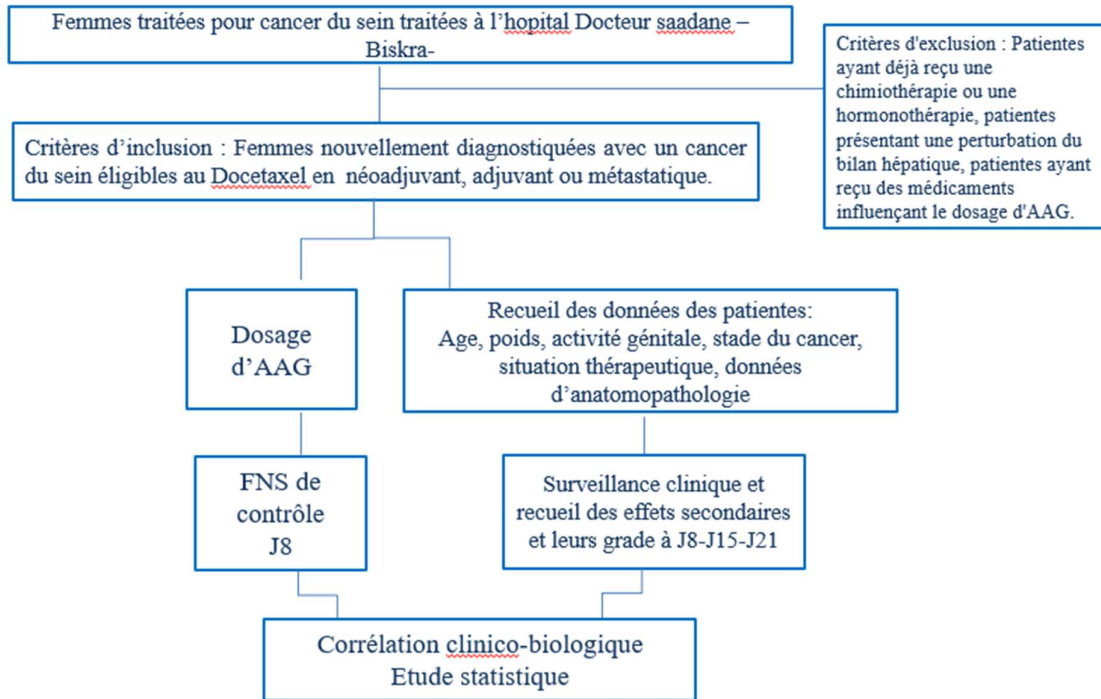 Femmes traitées pour cancer du sein traitées à l’hopital Docteur saadane –
Biskra-
Critères d'exclusion : Patientes
ayant déjà reçu une
chimiothérapie ou une
hormonothérapie, patientes
présentant une perturbation du
bilan hépatique, patientes ayant
reçu des médicaments
influençant le dosage d'AAG.
Critères d’inclusion : Femmes nouvellement diagnostiquées avec un cancer
du sein éligibles au Docetaxel en néoadjuvant, adjuvant ou métastatique.
Dosage
d’AAG
Recueil des données des patientes:
Age, poids, activité génitale, stade du cancer,
situation thérapeutique, données
d’anatomopathologie
FNS de
contrôle
J8
Surveillance clinique et
recueil des effets secondaires
et leurs grade à J8-J15-J21
Corrélation clinico-biologique
Etude statistique